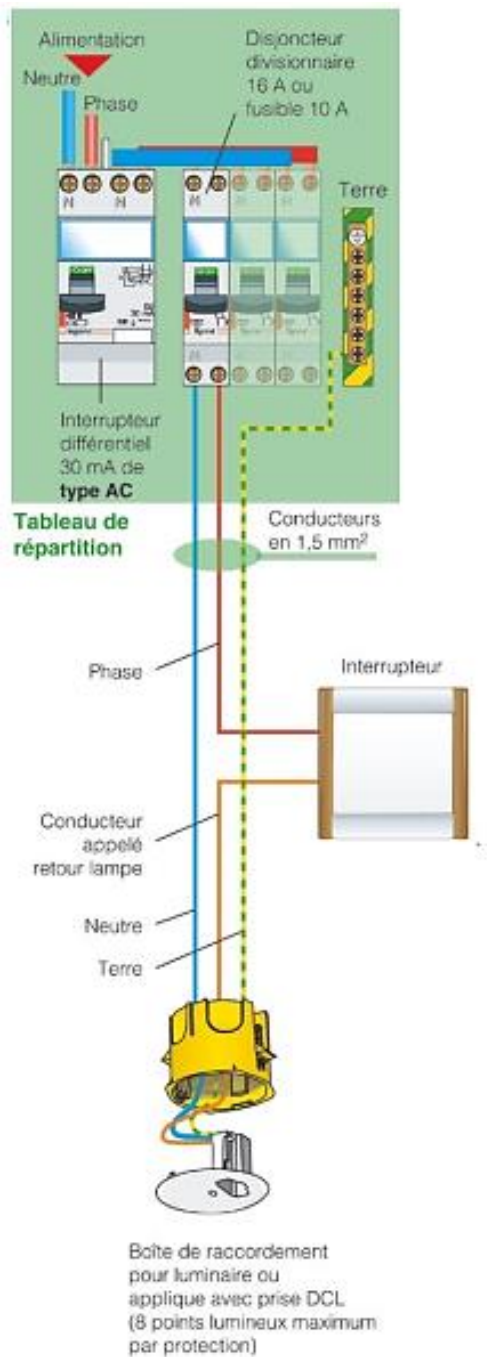 Alimentation
Neutre
Phase
Disjoncteur
divisionnaire
16 A ou
fusible 10 A
Terre
N
N
N
Interrupteur
différentiel
30 mA de
type AC
Tableau de
répartition
Conducteurs
en 1,5 mm²
Phase
Interrupteur
Conducteur
appelé
retour lampe
Neutre
Terre
Boîte de raccordement
pour luminaire ou
applique avec prise DCL
(8 points lumineux maximum
par protection)